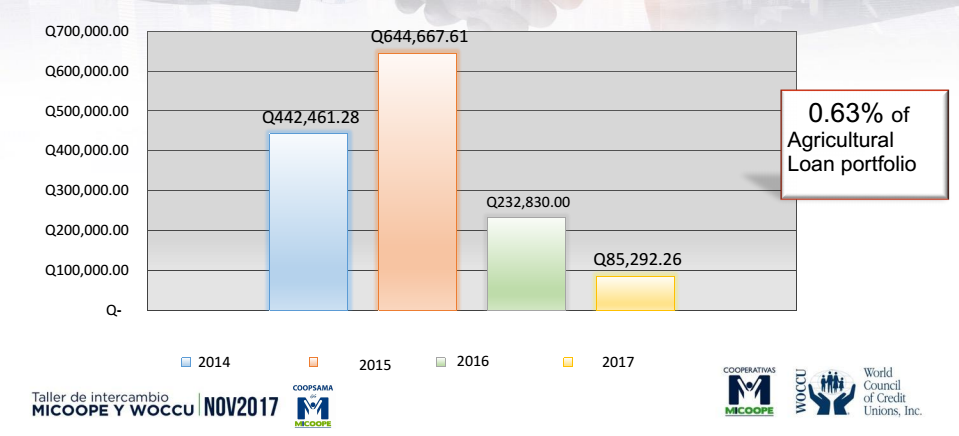 Q700,000.00
Q600,000.00
Q500,000.00
Q400,000.00
Q300,000.00
Q200,000.00
Q100,000.00
Q-
Q442,461.28
Q644,667.61
Q232,830.00
Q85,292.26
0.63% of
Agricultural
Loan portfolio
2014 2015 2016 2017
Taller de intercambio
MICOOPE Y WOCCU NOV2017
COOPSAMA
MICOOPE
COOPERATIVAS
MICOOPE
WOCCU
World
Council
of Credit
Unions, Inc.